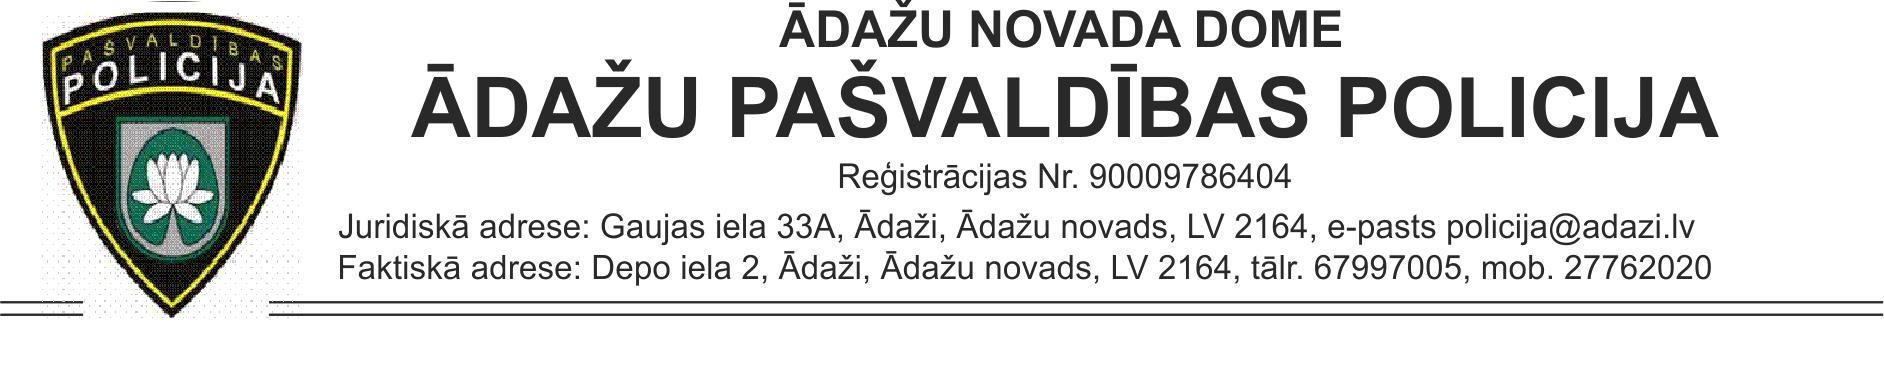 PAŠVALDĪBAS
POLICIJA
ĀDAŽU NOVADA DOME
ĀDAŽU PAŠVALDĪBAS POLICIJA
Reģistrācijas Nr. 90009786404
Juridiskā adrese: Gaujas iela 33A, Ādaži, Ādažu novads, LV 2164, e-pasts policija@adazi.lv
Faktiskā adrese: Depo iela 2, Ādaži, Ādažu novads, LV 2164, tālr. 67997005, mob. 27762020